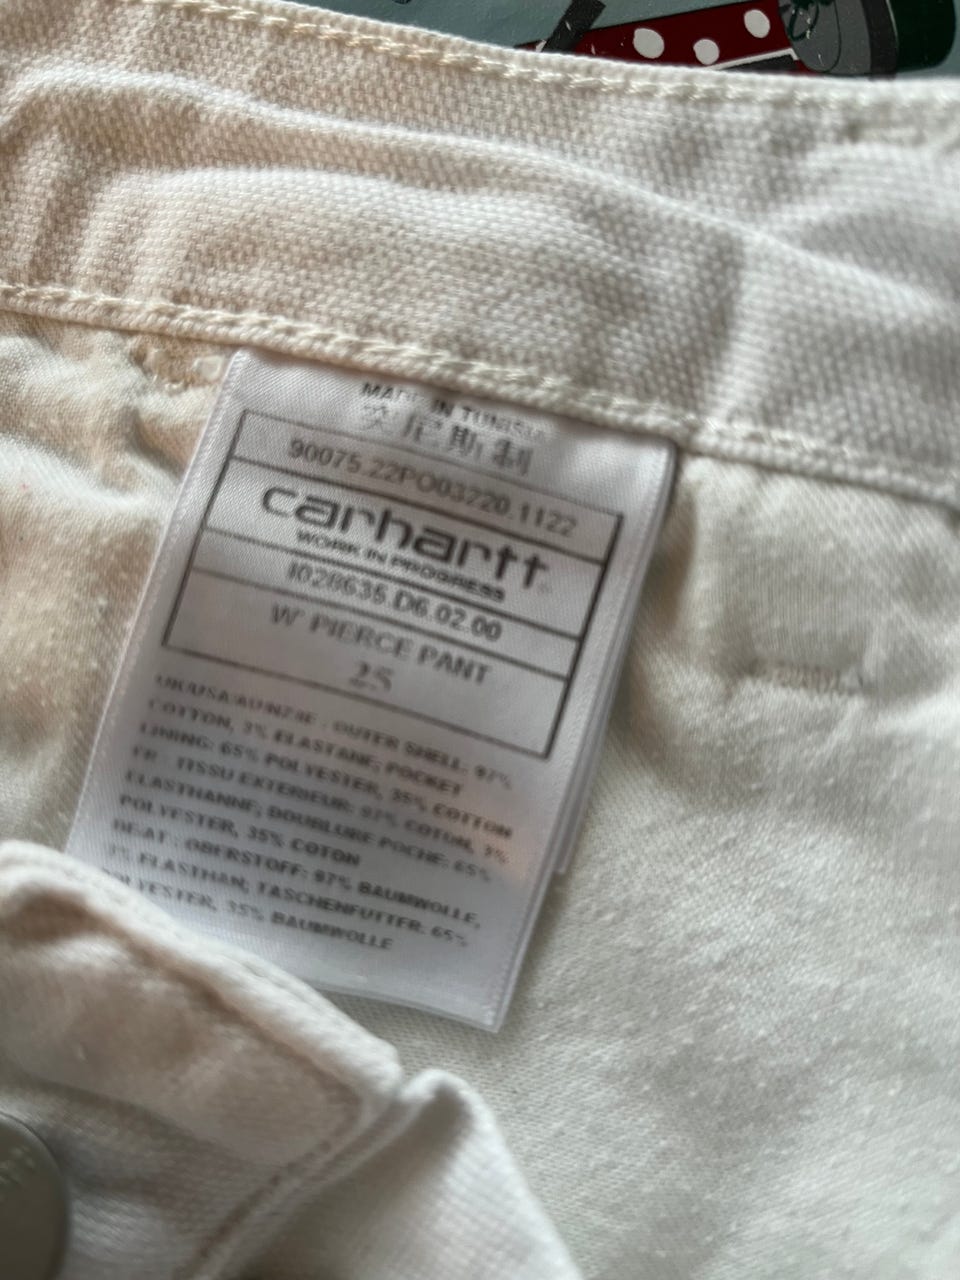 MADE IN TUNISIA
突尼斯制
90075.22PO03220.1122
carhartt
WORK IN PROGRESS
I028635.D6.02.00
W' PIERCE PANT
25
UK/USA/AU/NZ/IE : OUTER SHELL: 97%
COTTON, 3% ELASTANE; POCKET
LINING: 65% POLYESTER, 35% COTTON
FR : TISSU EXTERIEUR: 97% COTON, 3%
ELASTHANNE; DOUBLURE POCHE: 65%
POLYESTER, 35% COTON
DE/AT : OBERSTOFF: 97% BAUMWOLLE,
3% ELASTHAN; TASCHENFUTTER: 65%
POLYESTER, 35% BAUMWOLLE